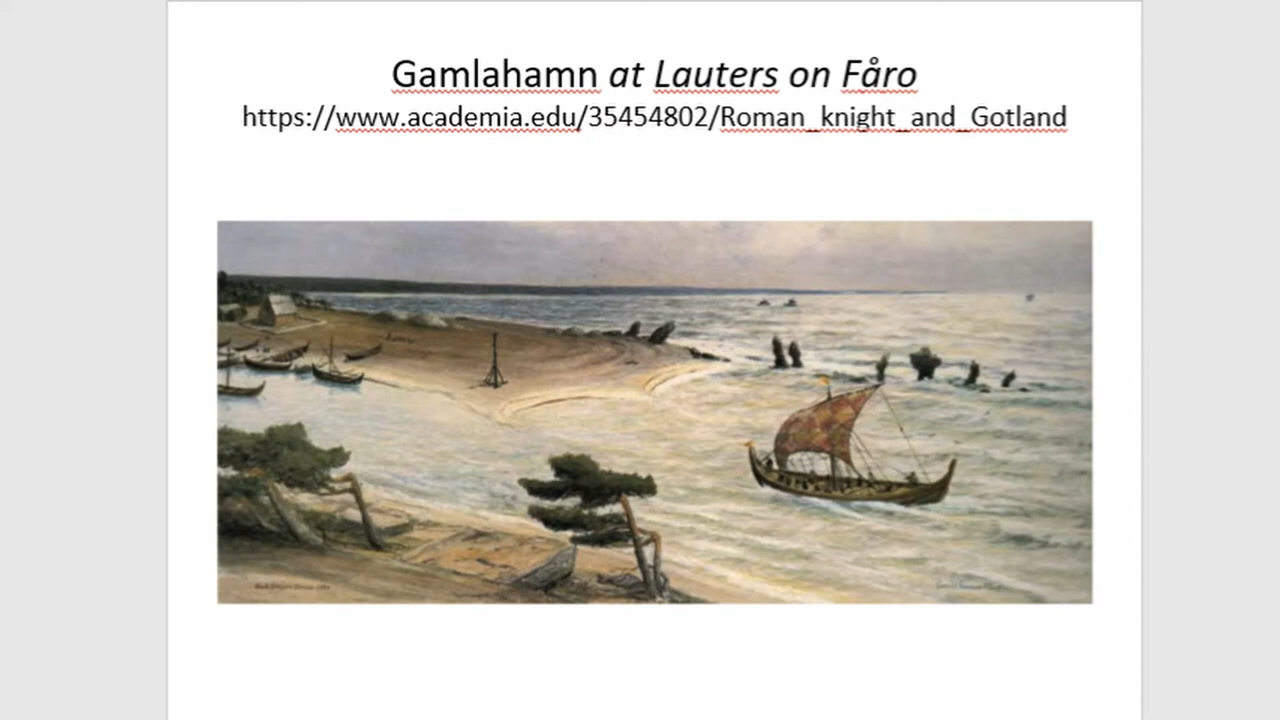 Gamlahamn at Lauters on Fåro
https://www.academia.edu/35454802/Roman_knight_and_Gotland